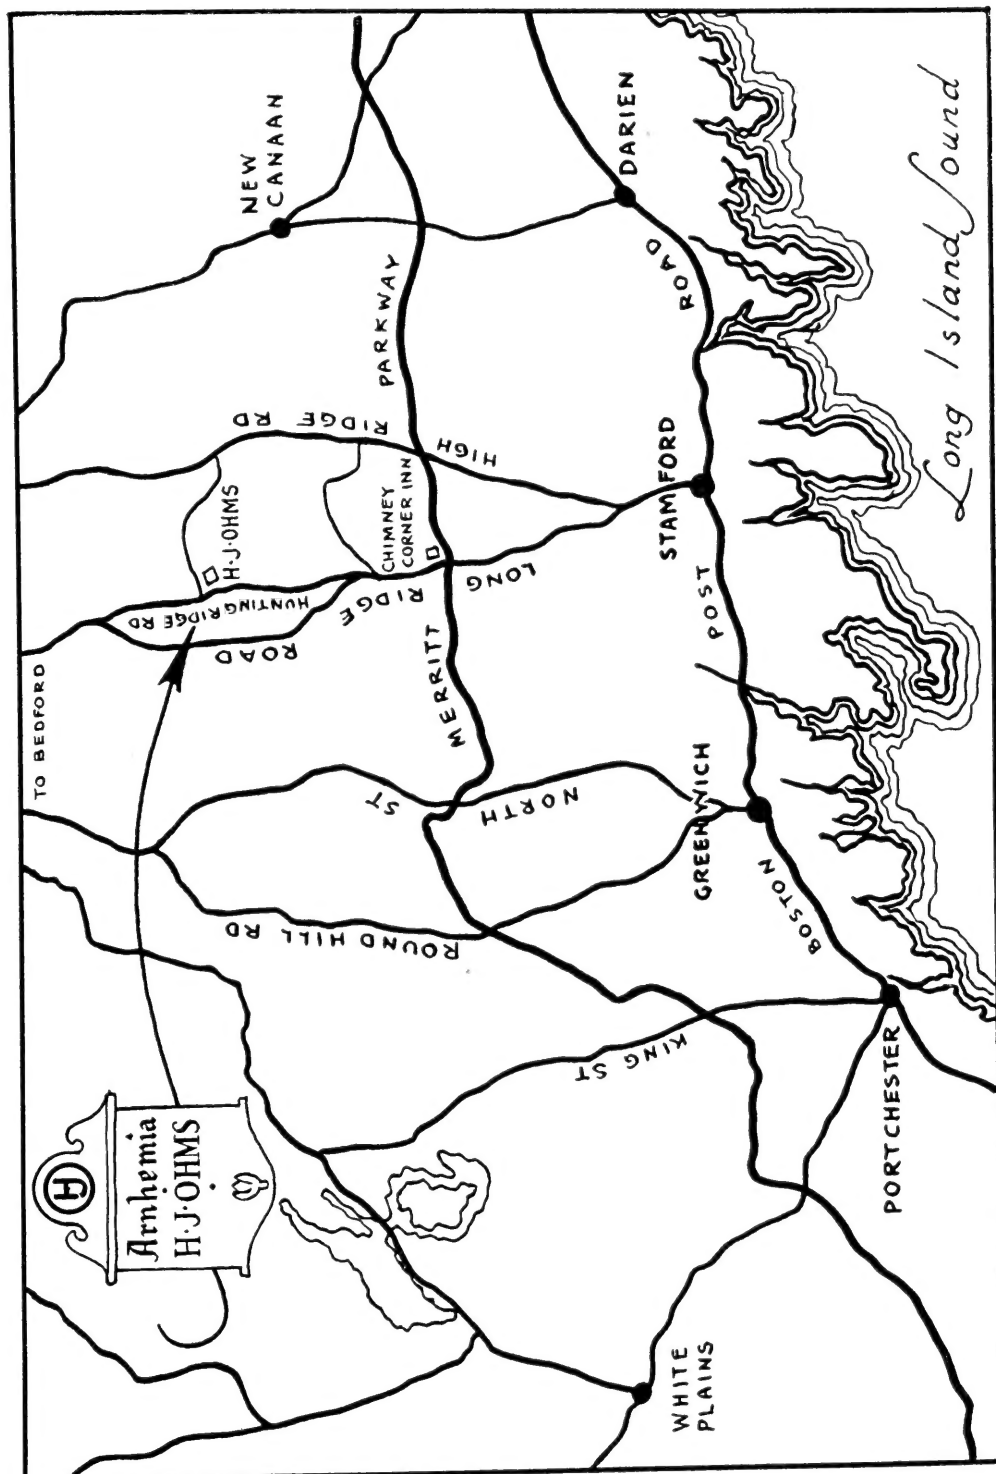 H
Arnhemia
H·J·OHMS
TO BEDFORD
HUNTING RIDGE RD
H·J·OHMS
LONG RIDGE ROAD
HIGH RIDGE RD
CHIMNEY
CORNER INN
NEW
CANAAN
MERRITT PARKWAY
ROUND HILL RD
NORTH ST
KING ST
WHITE
PLAINS
PORTCHESTER
GREENWICH
STAMFORD
DARIEN
BOSTON POST ROAD
Long Island Sound